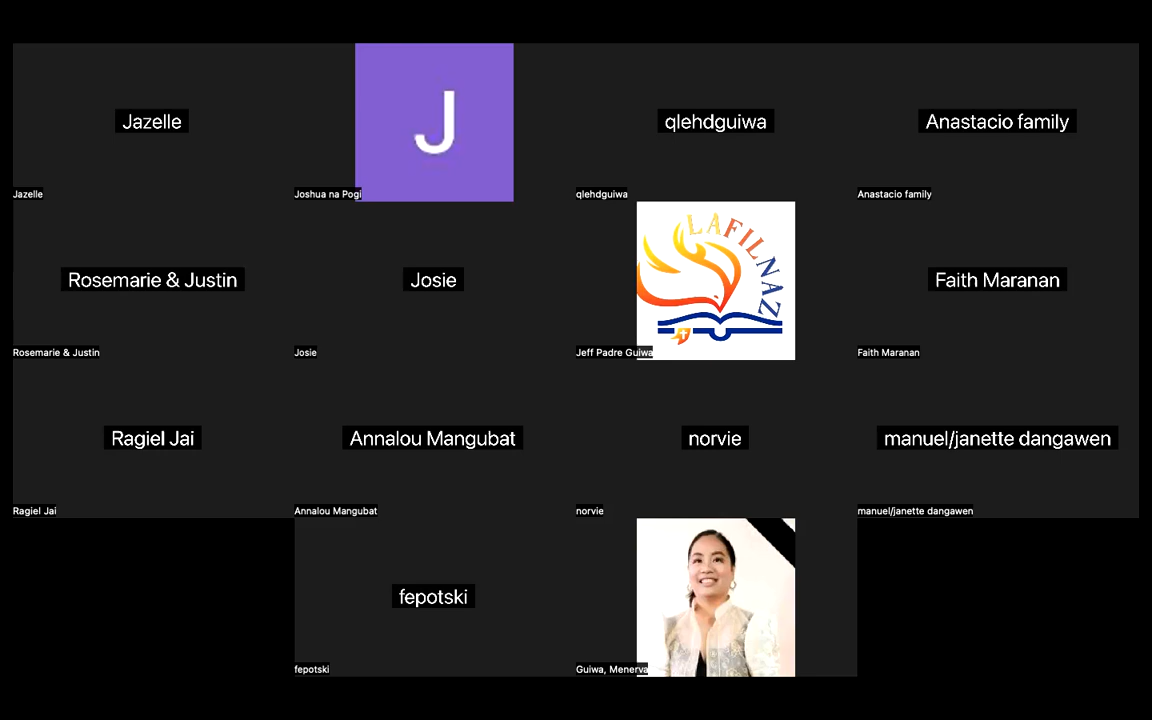 Jazelle
Jazelle
J
Joshua na Pogi
qlehdguiwa
qlehdguiwa
Anastacio family
Anastacio family
Rosemarie & Justin
Rosemarie & Justin
Josie
Josie
LAFILNAZ
Jeff Padre Guiwa
Faith Maranan
Faith Maranan
Ragiel Jai
Ragiel Jai
Annalou Mangubat
Annalou Mangubat
norvie
norvie
manuel/janette dangawen
manuel/janette dangawen
fepotski
fepotski
Guiwa, Menerva